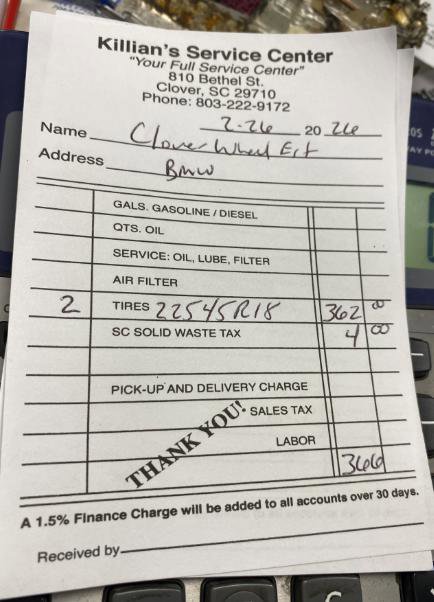 Killian's Service Center
"Your Full Service Center"
810 Bethel St.
Clover, SC 29710
Phone: 803-222-9172
2-26 20 26
Name Clover Wheel Ext
Address BMW
GALS. GASOLINE / DIESEL
QTS. OIL
SERVICE: OIL, LUBE, FILTER
AIR FILTER
2 TIRES 22545R18 362 00
SC SOLID WASTE TAX 4 00
PICK-UP AND DELIVERY CHARGE
SALES TAX
THANK YOU!
LABOR
366
A 1.5% Finance Charge will be added to all accounts over 30 days.
Received by